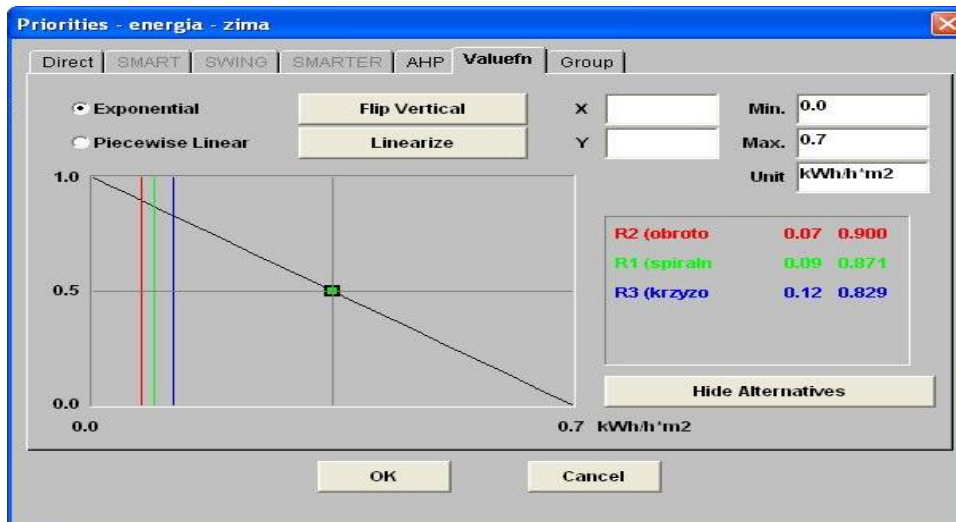 Priorities - energia - zima
Direct SMART SWING SMARTER AHP Valuefn Group
Exponential Flip Vertical X Min. 0.0
Piecewise Linear Linearize Y Max. 0.7
Unit kWh/h*m2
1.0
R2 (obroto 0.07 0.900
R1 (spiraln 0.09 0.871
0.5
R3 (krzyzo 0.12 0.829
Hide Alternatives
0.0
0.0 0.7 kWh/h*m2
OK Cancel